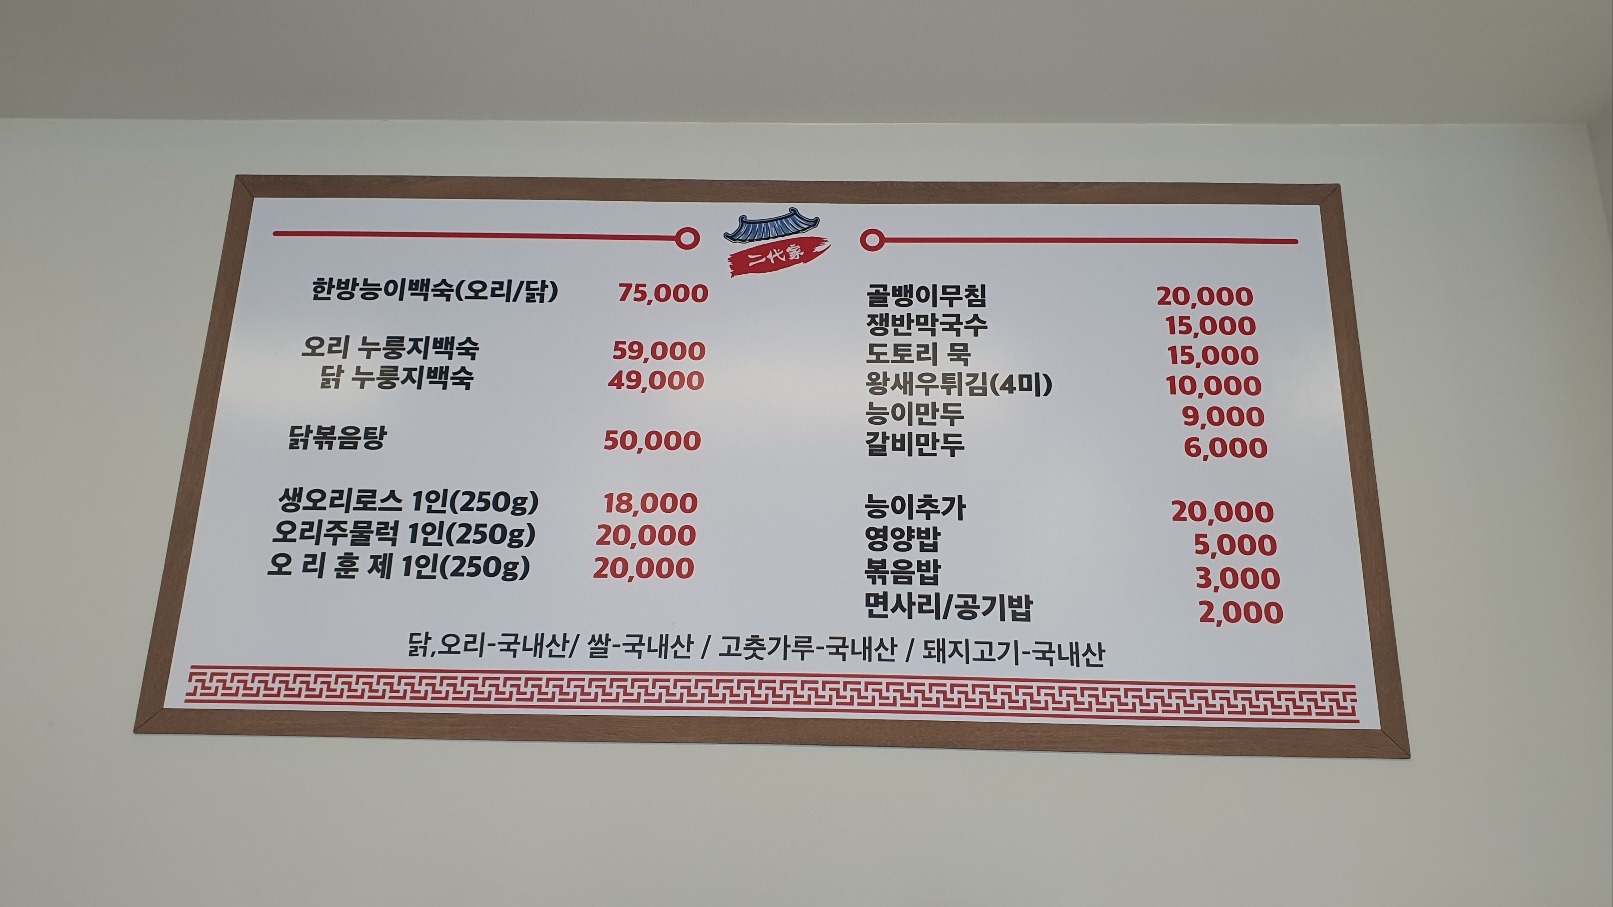 二代家
한방능이백숙(오리/닭) 75,000
오리 누룽지백숙 59,000
닭 누룽지백숙 49,000
닭볶음탕 50,000
생오리로스 1인(250g) 18,000
오리주물럭 1인(250g) 20,000
오 리 훈 제 1인(250g) 20,000
골뱅이무침 20,000
쟁반막국수 15,000
도토리 묵 15,000
왕새우튀김(4미) 10,000
능이만두 9,000
갈비만두 6,000
능이추가 20,000
영양밥 5,000
볶음밥 3,000
면사리/공기밥 2,000
닭,오리-국내산/ 쌀-국내산 / 고춧가루-국내산 / 돼지고기-국내산